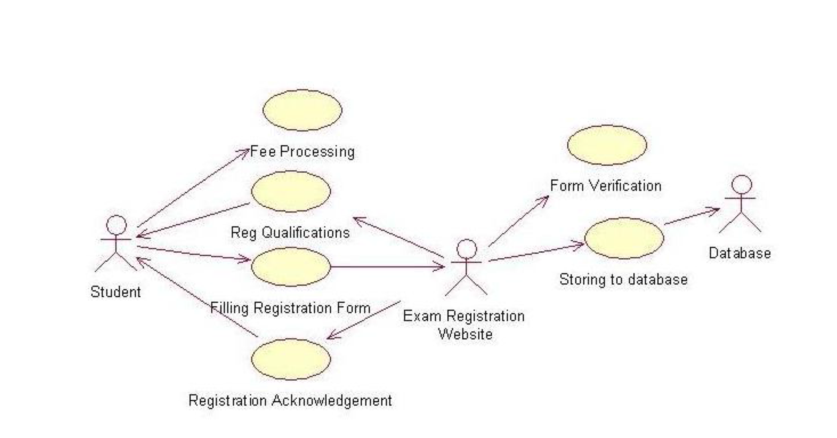 Fee Processing
Form Verification
Reg Qualifications
Database
Student
Storing to database
Filling Registration Form
Exam Registration
Website
Registration Acknowledgement